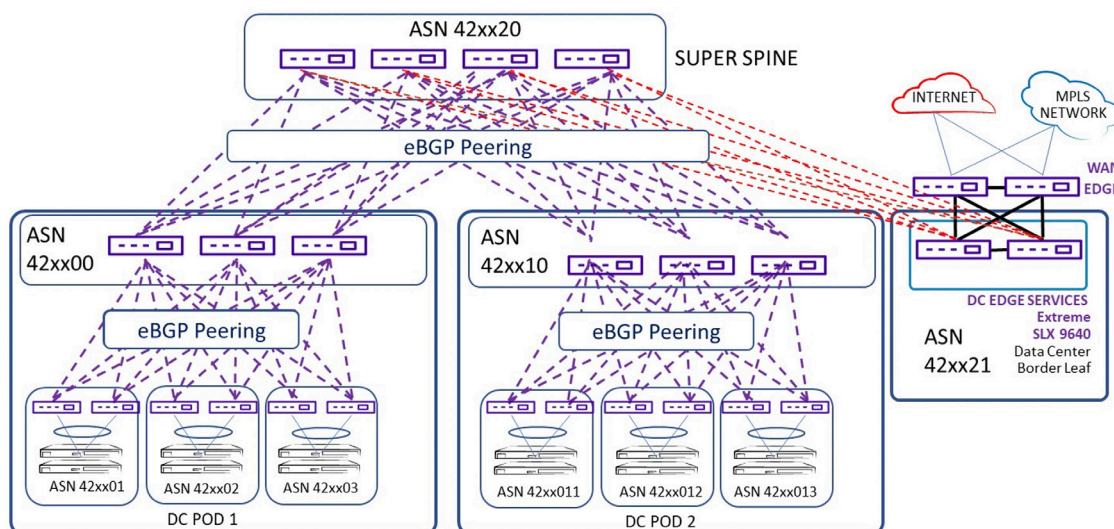 ASN 42xx20
SUPER SPINE
INTERNET
MPLS
NETWORK
eBGP Peering
WAN
EDGE
ASN
42xx00
ASN
42xx10
DC EDGE SERVICES
Extreme
SLX 9640
Data Center
Border Leaf
ASN
42xx21
eBGP Peering
eBGP Peering
ASN 42xx01
ASN 42xx02
ASN 42xx03
ASN 42xx011
ASN 42xx012
ASN 42xx013
DC POD 1
DC POD 2